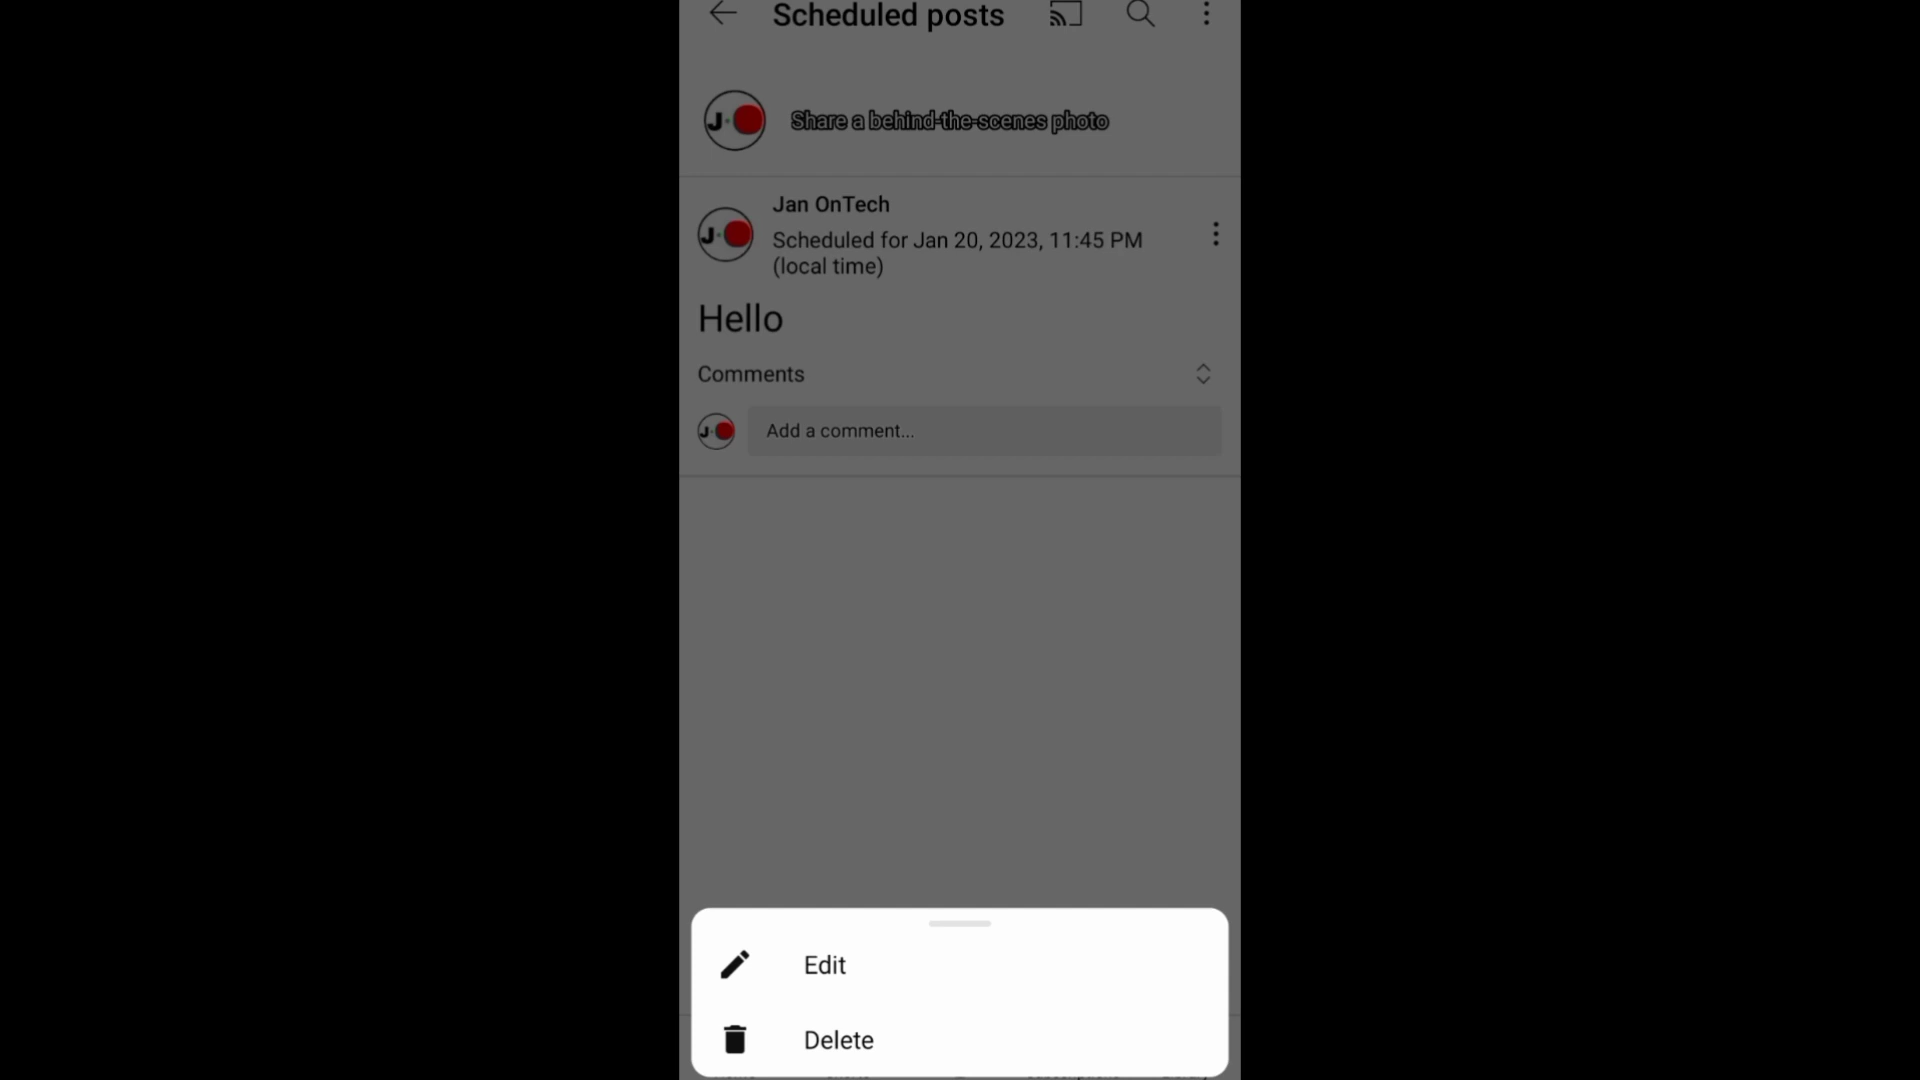 Scheduled posts
Share a behind-the-scenes photo
Jan OnTech
Scheduled for Jan 20, 2023, 11:45 PM
(local time)
Hello
Comments
Add a comment...
Edit
Delete